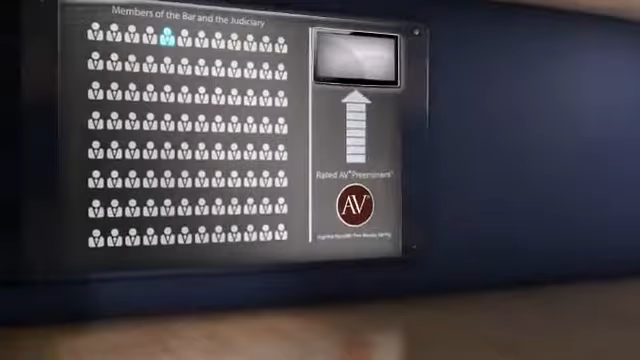 Members of the Bar and the Judiciary
Rated AV® Preeminent®
AV®